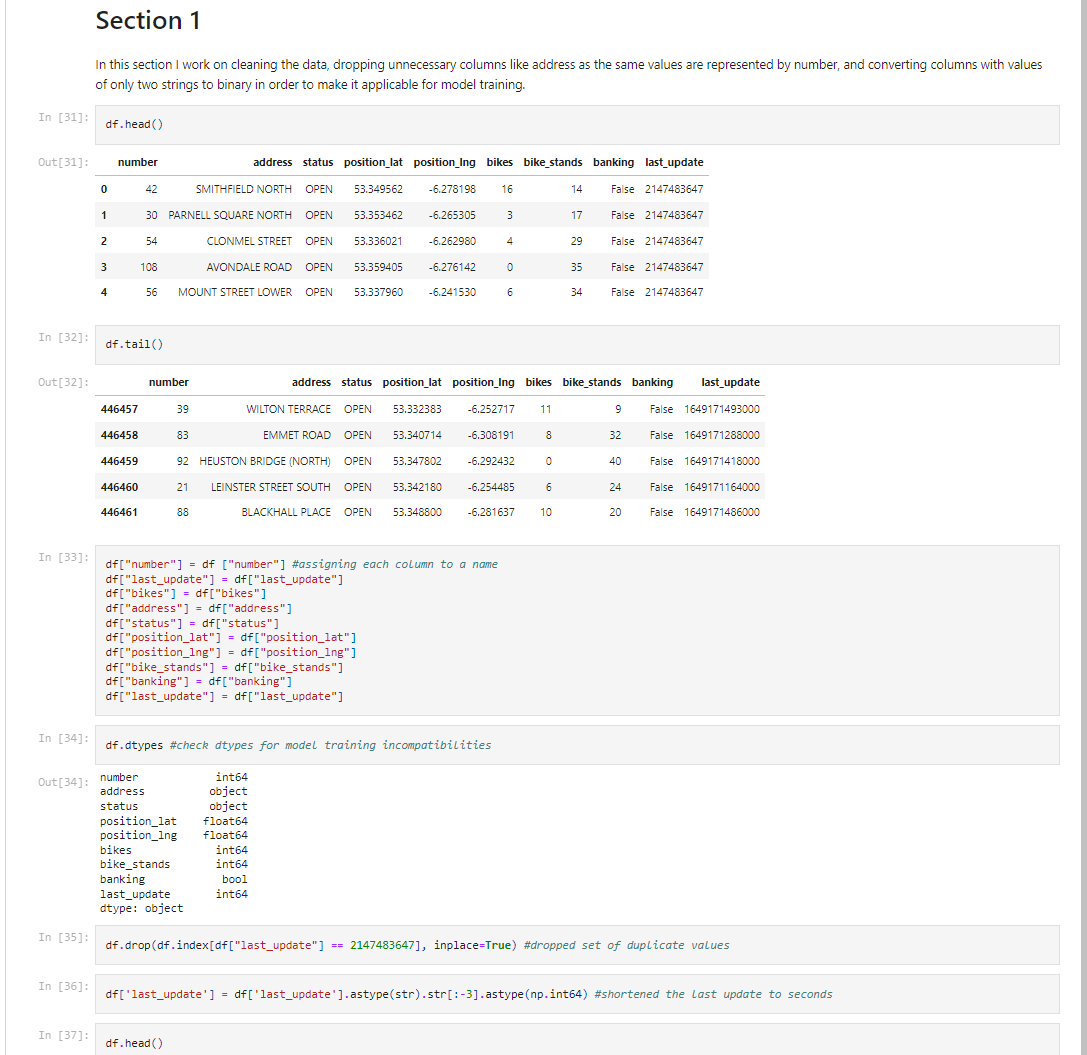 Section 1
In this section I work on cleaning the data, dropping unnecessary columns like address as the same values are represented by number, and converting columns with values
of only two strings to binary in order to make it applicable for model training.
In [31]: df.head()
Out[31]: number address status position_lat position_lng bikes bike_stands banking last_update
0 42 SMITHFIELD NORTH OPEN 53.349562 -6.278198 16 14 False 2147483647
1 30 PARNELL SQUARE NORTH OPEN 53.353462 -6.265305 3 17 False 2147483647
2 54 CLONMEL STREET OPEN 53.336021 -6.262980 4 29 False 2147483647
3 108 AVONDALE ROAD OPEN 53.359405 -6.276142 0 35 False 2147483647
4 56 MOUNT STREET LOWER OPEN 53.337960 -6.241530 6 34 False 2147483647
In [32]: df.tail()
Out[32]: number address status position_lat position_lng bikes bike_stands banking last_update
446457 39 WILTON TERRACE OPEN 53.332383 -6.252717 11 9 False 1649171493000
446458 83 EMMET ROAD OPEN 53.340714 -6.308191 8 32 False 1649171288000
446459 92 HEUSTON BRIDGE (NORTH) OPEN 53.347802 -6.292432 0 40 False 1649171418000
446460 21 LEINSTER STREET SOUTH OPEN 53.342180 -6.254485 6 24 False 1649171164000
446461 88 BLACKHALL PLACE OPEN 53.348800 -6.281637 10 20 False 1649171486000
In [33]: df["number"] = df ["number"] #assigning each column to a name
df["last_update"] = df["last_update"]
df["bikes"] = df["bikes"]
df["address"] = df["address"]
df["status"] = df["status"]
df["position_lat"] = df["position_lat"]
df["position_lng"] = df["position_lng"]
df["bike_stands"] = df["bike_stands"]
df["banking"] = df["banking"]
df["last_update"] = df["last_update"]
In [34]: df.dtypes #check dtypes for model training incompatibilities
Out[34]: number int64
address object
status object
position_lat float64
position_lng float64
bikes int64
bike_stands int64
banking bool
last_update int64
dtype: object
In [35]: df.drop(df.index[df["last_update"] == 2147483647], inplace=True) #dropped set of duplicate values
In [36]: df['last_update'] = df['last_update'].astype(str).str[:-3].astype(np.int64) #shortened the last update to seconds
In [37]: df.head()